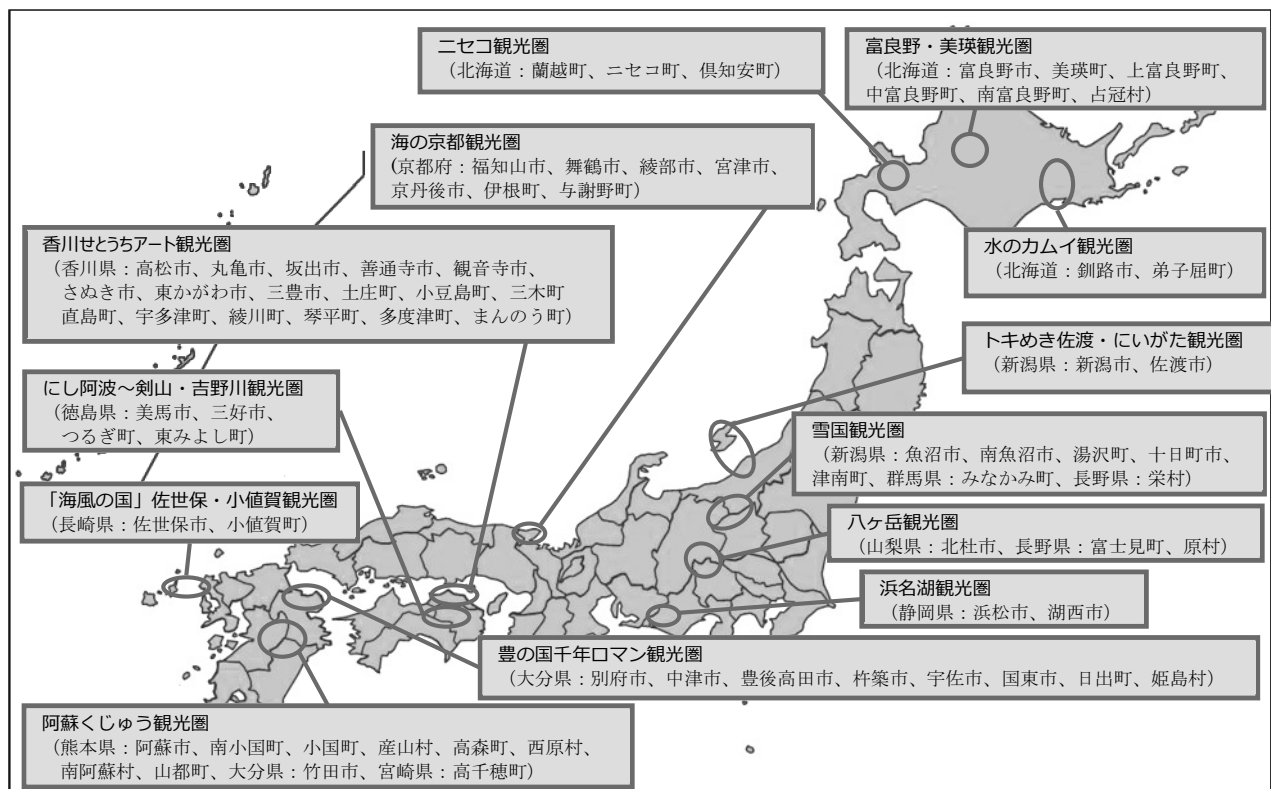 ニセコ観光圏
（北海道：蘭越町、ニセコ町、倶知安町）
富良野・美瑛観光圏
（北海道：富良野市、美瑛町、上富良野町、
中富良野町、南富良野町、占冠村）
海の京都観光圏
(京都府：福知山市、舞鶴市、綾部市、宮津市、
京丹後市、伊根町、与謝野町）
香川せとうちアート観光圏
（香川県：高松市、丸亀市、坂出市、善通寺市、観音寺市、
さぬき市、東かがわ市、三豊市、土庄町、小豆島町、三木町
直島町、宇多津町、綾川町、琴平町、多度津町、まんのう町）
水のカムイ観光圏
（北海道：釧路市、弟子屈町）
トキめき佐渡・にいがた観光圏
（新潟県：新潟市、佐渡市）
にし阿波～剣山・吉野川観光圏
（徳島県：美馬市、三好市、
つるぎ町、東みよし町）
雪国観光圏
（新潟県：魚沼市、南魚沼市、湯沢町、十日町市、
津南町、群馬県：みなかみ町、長野県：栄村）
「海風の国」佐世保・小値賀観光圏
（長崎県：佐世保市、小値賀町）
八ヶ岳観光圏
（山梨県：北杜市、長野県：富士見町、原村）
浜名湖観光圏
（静岡県：浜松市、湖西市）
豊の国千年ロマン観光圏
（大分県：別府市、中津市、豊後高田市、杵築市、宇佐市、国東市、日出町、姫島村）
阿蘇くじゅう観光圏
（熊本県：阿蘇市、南小国町、小国町、産山村、高森町、西原村、
南阿蘇村、山都町、大分県：竹田市、宮崎県：高千穂町）